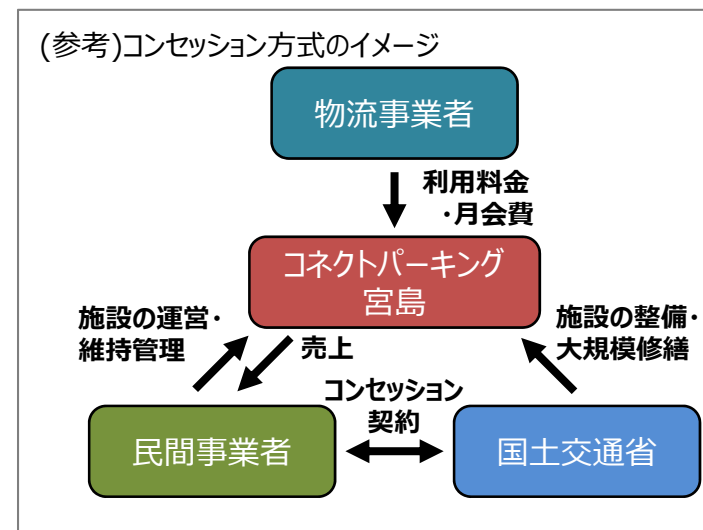 (参考)コンセッション方式のイメージ
物流事業者
利用料金
・月会費
コネクトパーキング
宮島
施設の運営・
維持管理
売上
施設の整備・
大規模修繕
コンセッション
契約
民間事業者
国土交通省